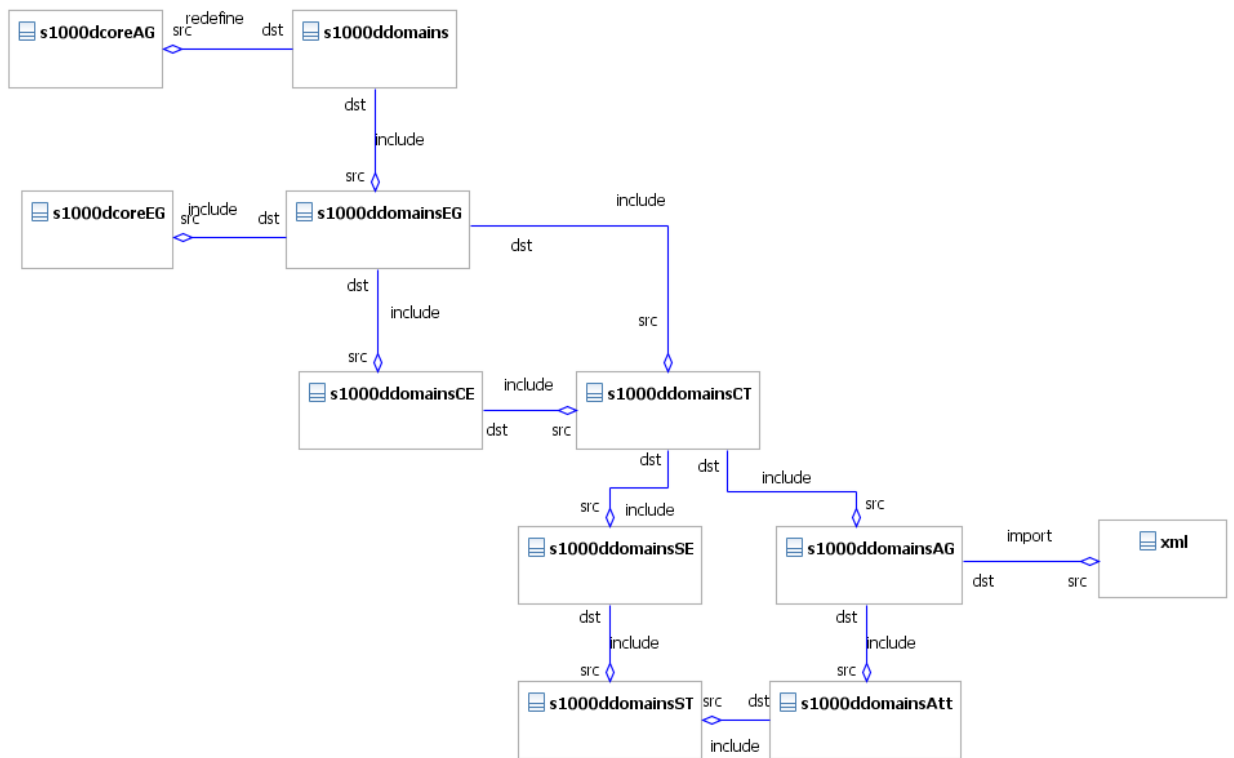 redefine
s1000dcoreAG
src
dst
s1000ddomains
dst
include
src
include
s1000dcoreEG
include
src
dst
s1000ddomainsEG
dst
dst
include
src
src
s1000ddomainsCE
include
s1000ddomainsCT
dst
src
dst
dst
include
src
include
src
s1000ddomainsSE
s1000ddomainsAG
import
xml
dst
src
dst
dst
include
include
src
src
s1000ddomainsST
src
dst
s1000ddomainsAtt
include